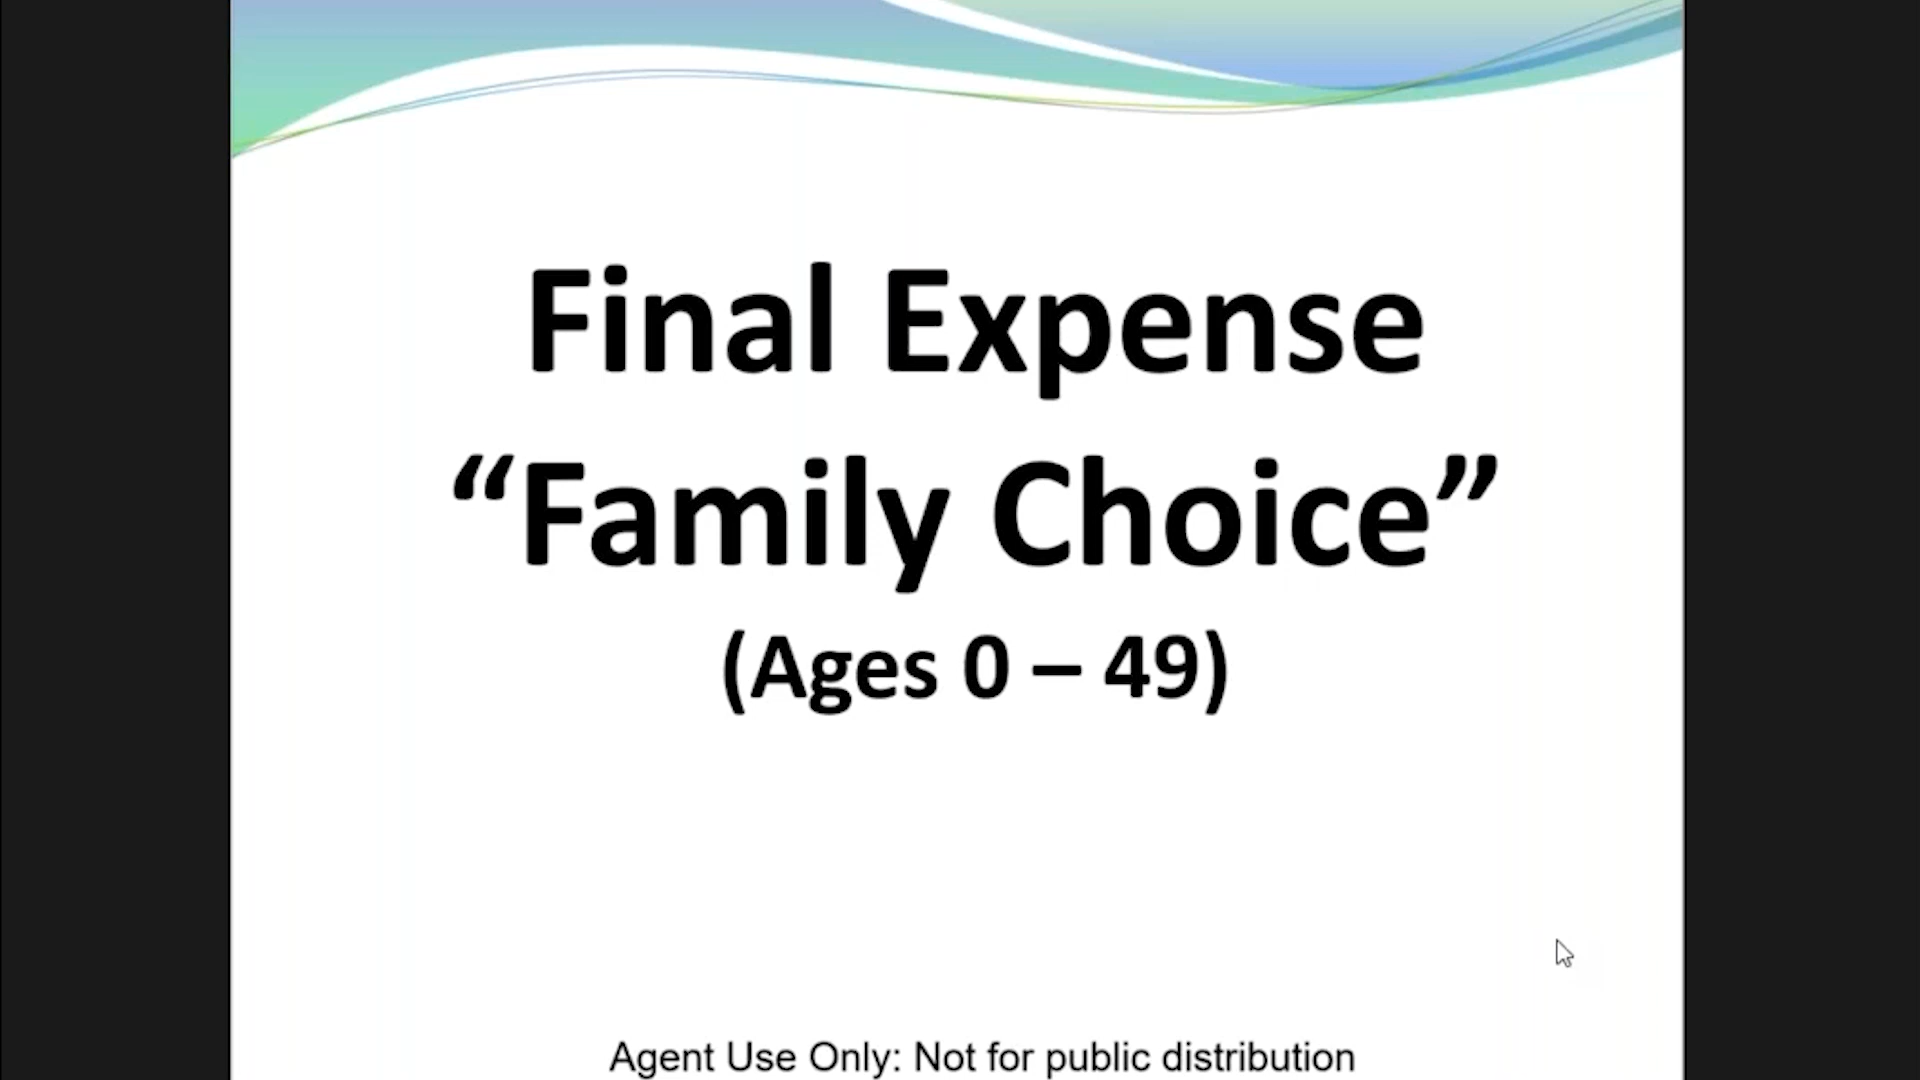 Final Expense
“Family Choice”
(Ages 0 – 49)
Agent Use Only: Not for public distribution